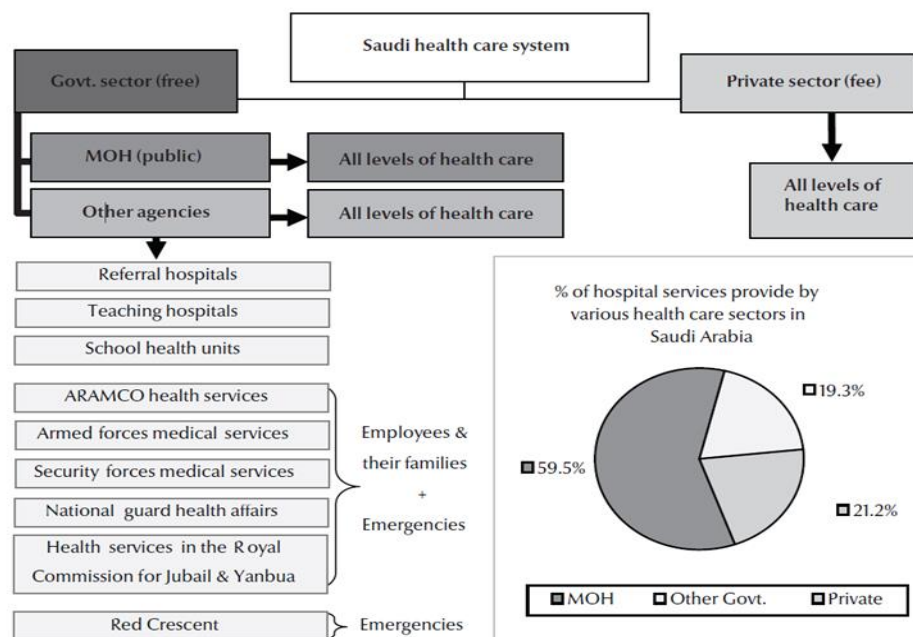 Saudi health care system
Govt. sector (free)
Private sector (fee)
MOH (public)
All levels of health care
Other agencies
All levels of health care
All levels of
health care
Referral hospitals
Teaching hospitals
School health units
ARAMCO health services
Armed forces medical services
Security forces medical services
National guard health affairs
Health services in the Royal
Commission for Jubail & Yanbua
Employees &
their families
+
Emergencies
Red Crescent
Emergencies
% of hospital services provide by
various health care sectors in
Saudi Arabia
19.3%
59.5%
21.2%
MOH
Other Govt.
Private